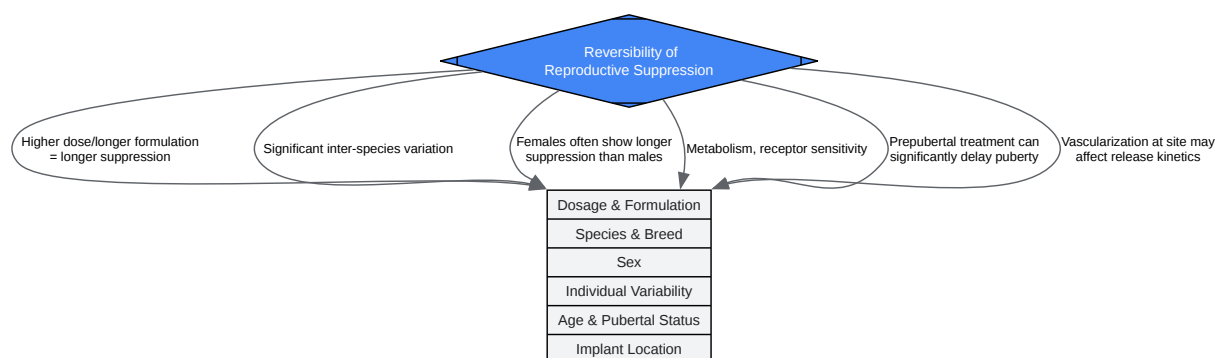 Reversibility of
Reproductive Suppression
Higher dose/longer formulation
= longer suppression
Significant inter-species variation
Females often show longer
suppression than males
Metabolism, receptor sensitivity
Prepubertal treatment can
significantly delay puberty
Vascularization at site may
affect release kinetics
Dosage & Formulation
Species & Breed
Sex
Individual Variability
Age & Pubertal Status
Implant Location